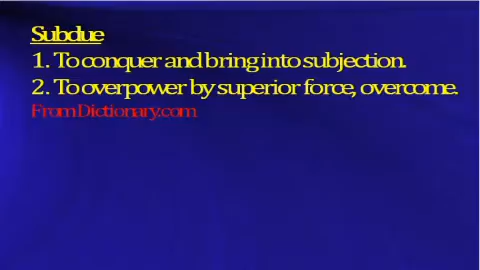 Subdue
1. To conquer and bring into subjection.
2. To overpower by superior force, overcome.
From Dictionary.com